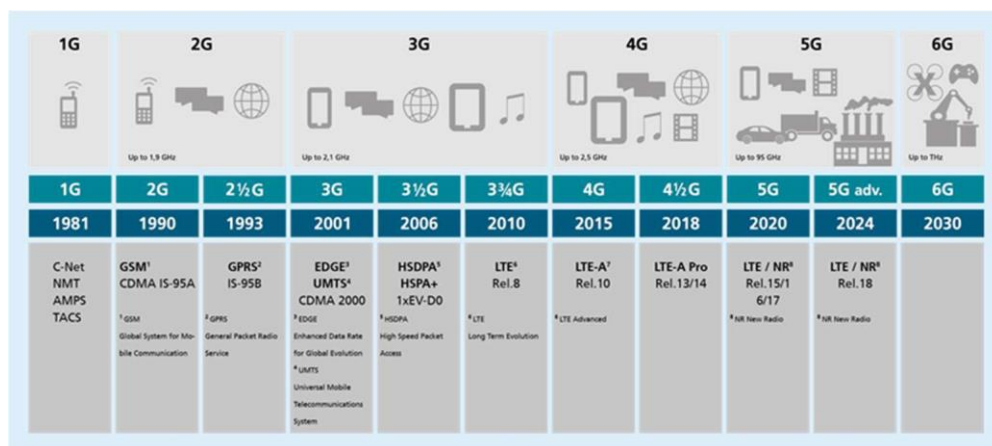 1G
2G
3G
4G
5G
6G
Up to 1,9 GHz
Up to 2,1 GHz
Up to 2,5 GHz
Up to 95 GHz
Up to THz
1G
2G
2½G
3G
3½G
3¾G
4G
4½G
5G
5G adv.
6G
1981
1990
1993
2001
2006
2010
2015
2018
2020
2024
2030
C-Net
NMT
AMPS
TACS
GSM¹
CDMA IS-95A
¹ GSM
Global System for Mo-
bile Communication
GPRS²
IS-95B
² GPRS
General Packet Radio
Service
EDGE³
UMTS⁴
CDMA 2000
³ EDGE
Enhanced Data Rate
for Global Evolution
⁴ UMTS
Universal Mobile
Telecommunications
System
HSDPA⁵
HSPA+
1xEV-D0
⁵ HSDPA
High Speed Packet
Access
LTE⁶
Rel.8
⁶ LTE
Long Term Evolution
LTE-A⁷
Rel.10
LTE Advanced
LTE-A Pro
Rel.13/14
LTE / NR⁸
Rel.15/1
6/17
⁸ NR New Radio
LTE / NR⁸
Rel.18
⁸ NR New Radio